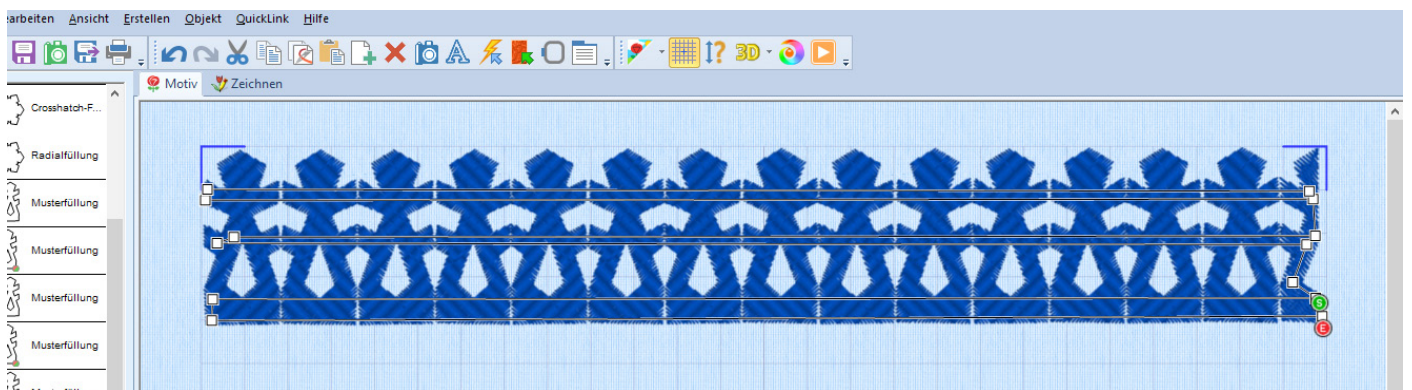 earbeiten Ansicht Erstellen Objekt QuickLink Hilfe
3D
Motiv Zeichnen
Crosshatch-F...
Radialfüllung
Musterfüllung
Musterfüllung
Musterfüllung
Musterfüllung
S
E